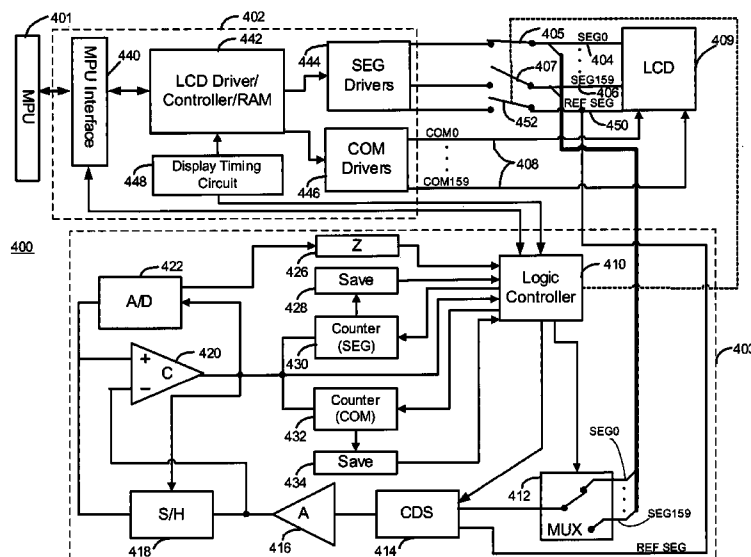 401
402
MPU
440
MPU Interface
442
LCD Driver/
Controller/RAM
444
SEG
Drivers
405
407
452
SEG0
404
406
SEG159
REF SEG
450
LCD
409
448
Display Timing
Circuit
446
COM
Drivers
COM0
408
COM159
400
422
A/D
Z
426
Save
428
Counter
(SEG)
430
Logic
Controller
410
403
+
−
C
420
Counter
(COM)
432
Save
434
S/H
418
A
416
CDS
414
412
MUX
SEG0
SEG159
REF SEG